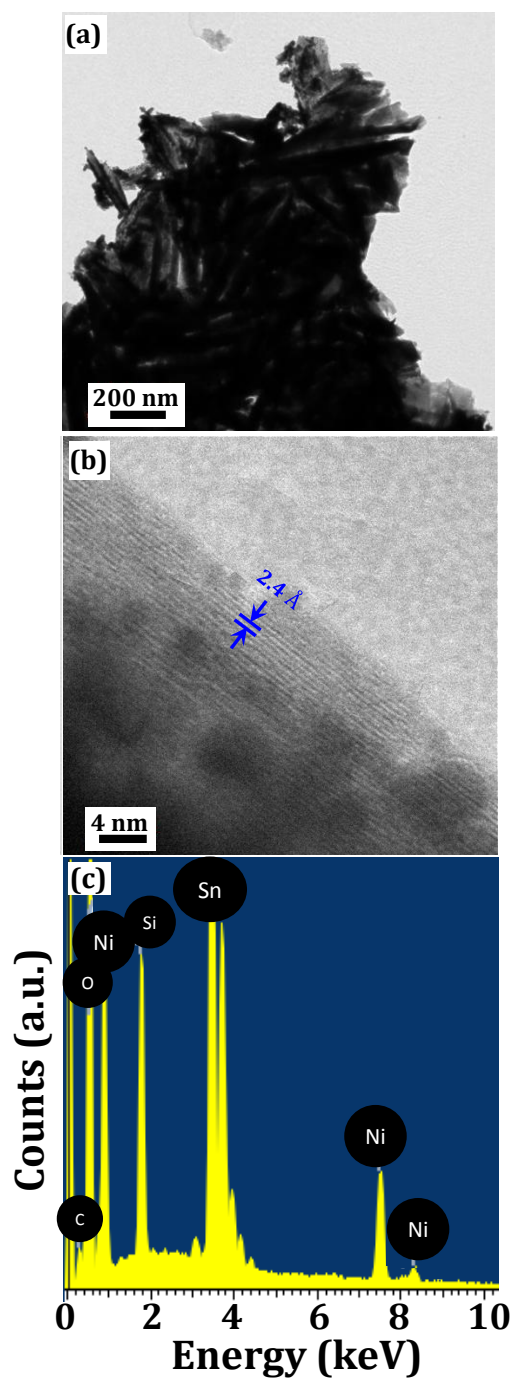 (a)
200 nm
(b)
2.4 Å
4 nm
(c)
Sn
Si
Ni
O
Ni
C
Ni
Counts (a.u.)
0 2 4 6 8 10
Energy (keV)